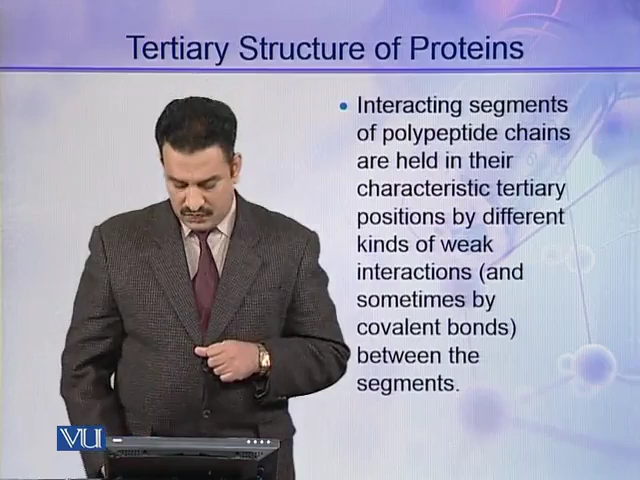 Tertiary Structure of Proteins
• Interacting segments
of polypeptide chains
are held in their
characteristic tertiary
positions by different
kinds of weak
interactions (and
sometimes by
covalent bonds)
between the
segments.
VU